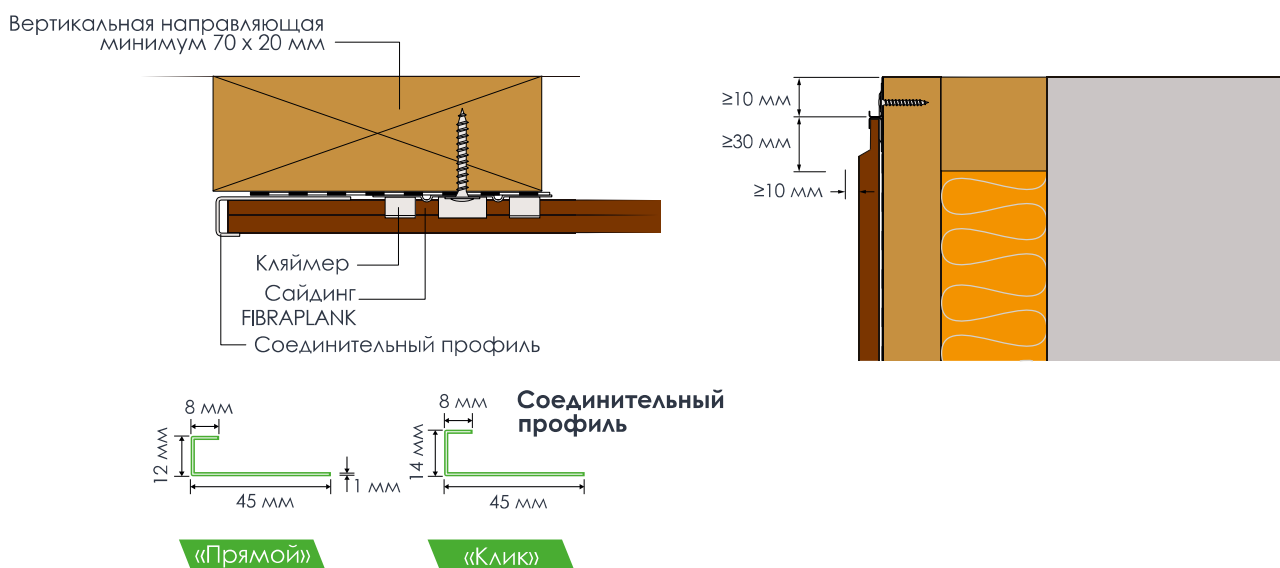 Вертикальная направляющая
минимум 70 x 20 мм
≥10 мм
≥30 мм
≥10 мм
Кляймер
Сайдинг
FIBRAPLANK
Соединительный профиль
Соединительный
профиль
8 мм
12 мм
45 мм
1 мм
8 мм
14 мм
45 мм
«Прямой»
«Клик»